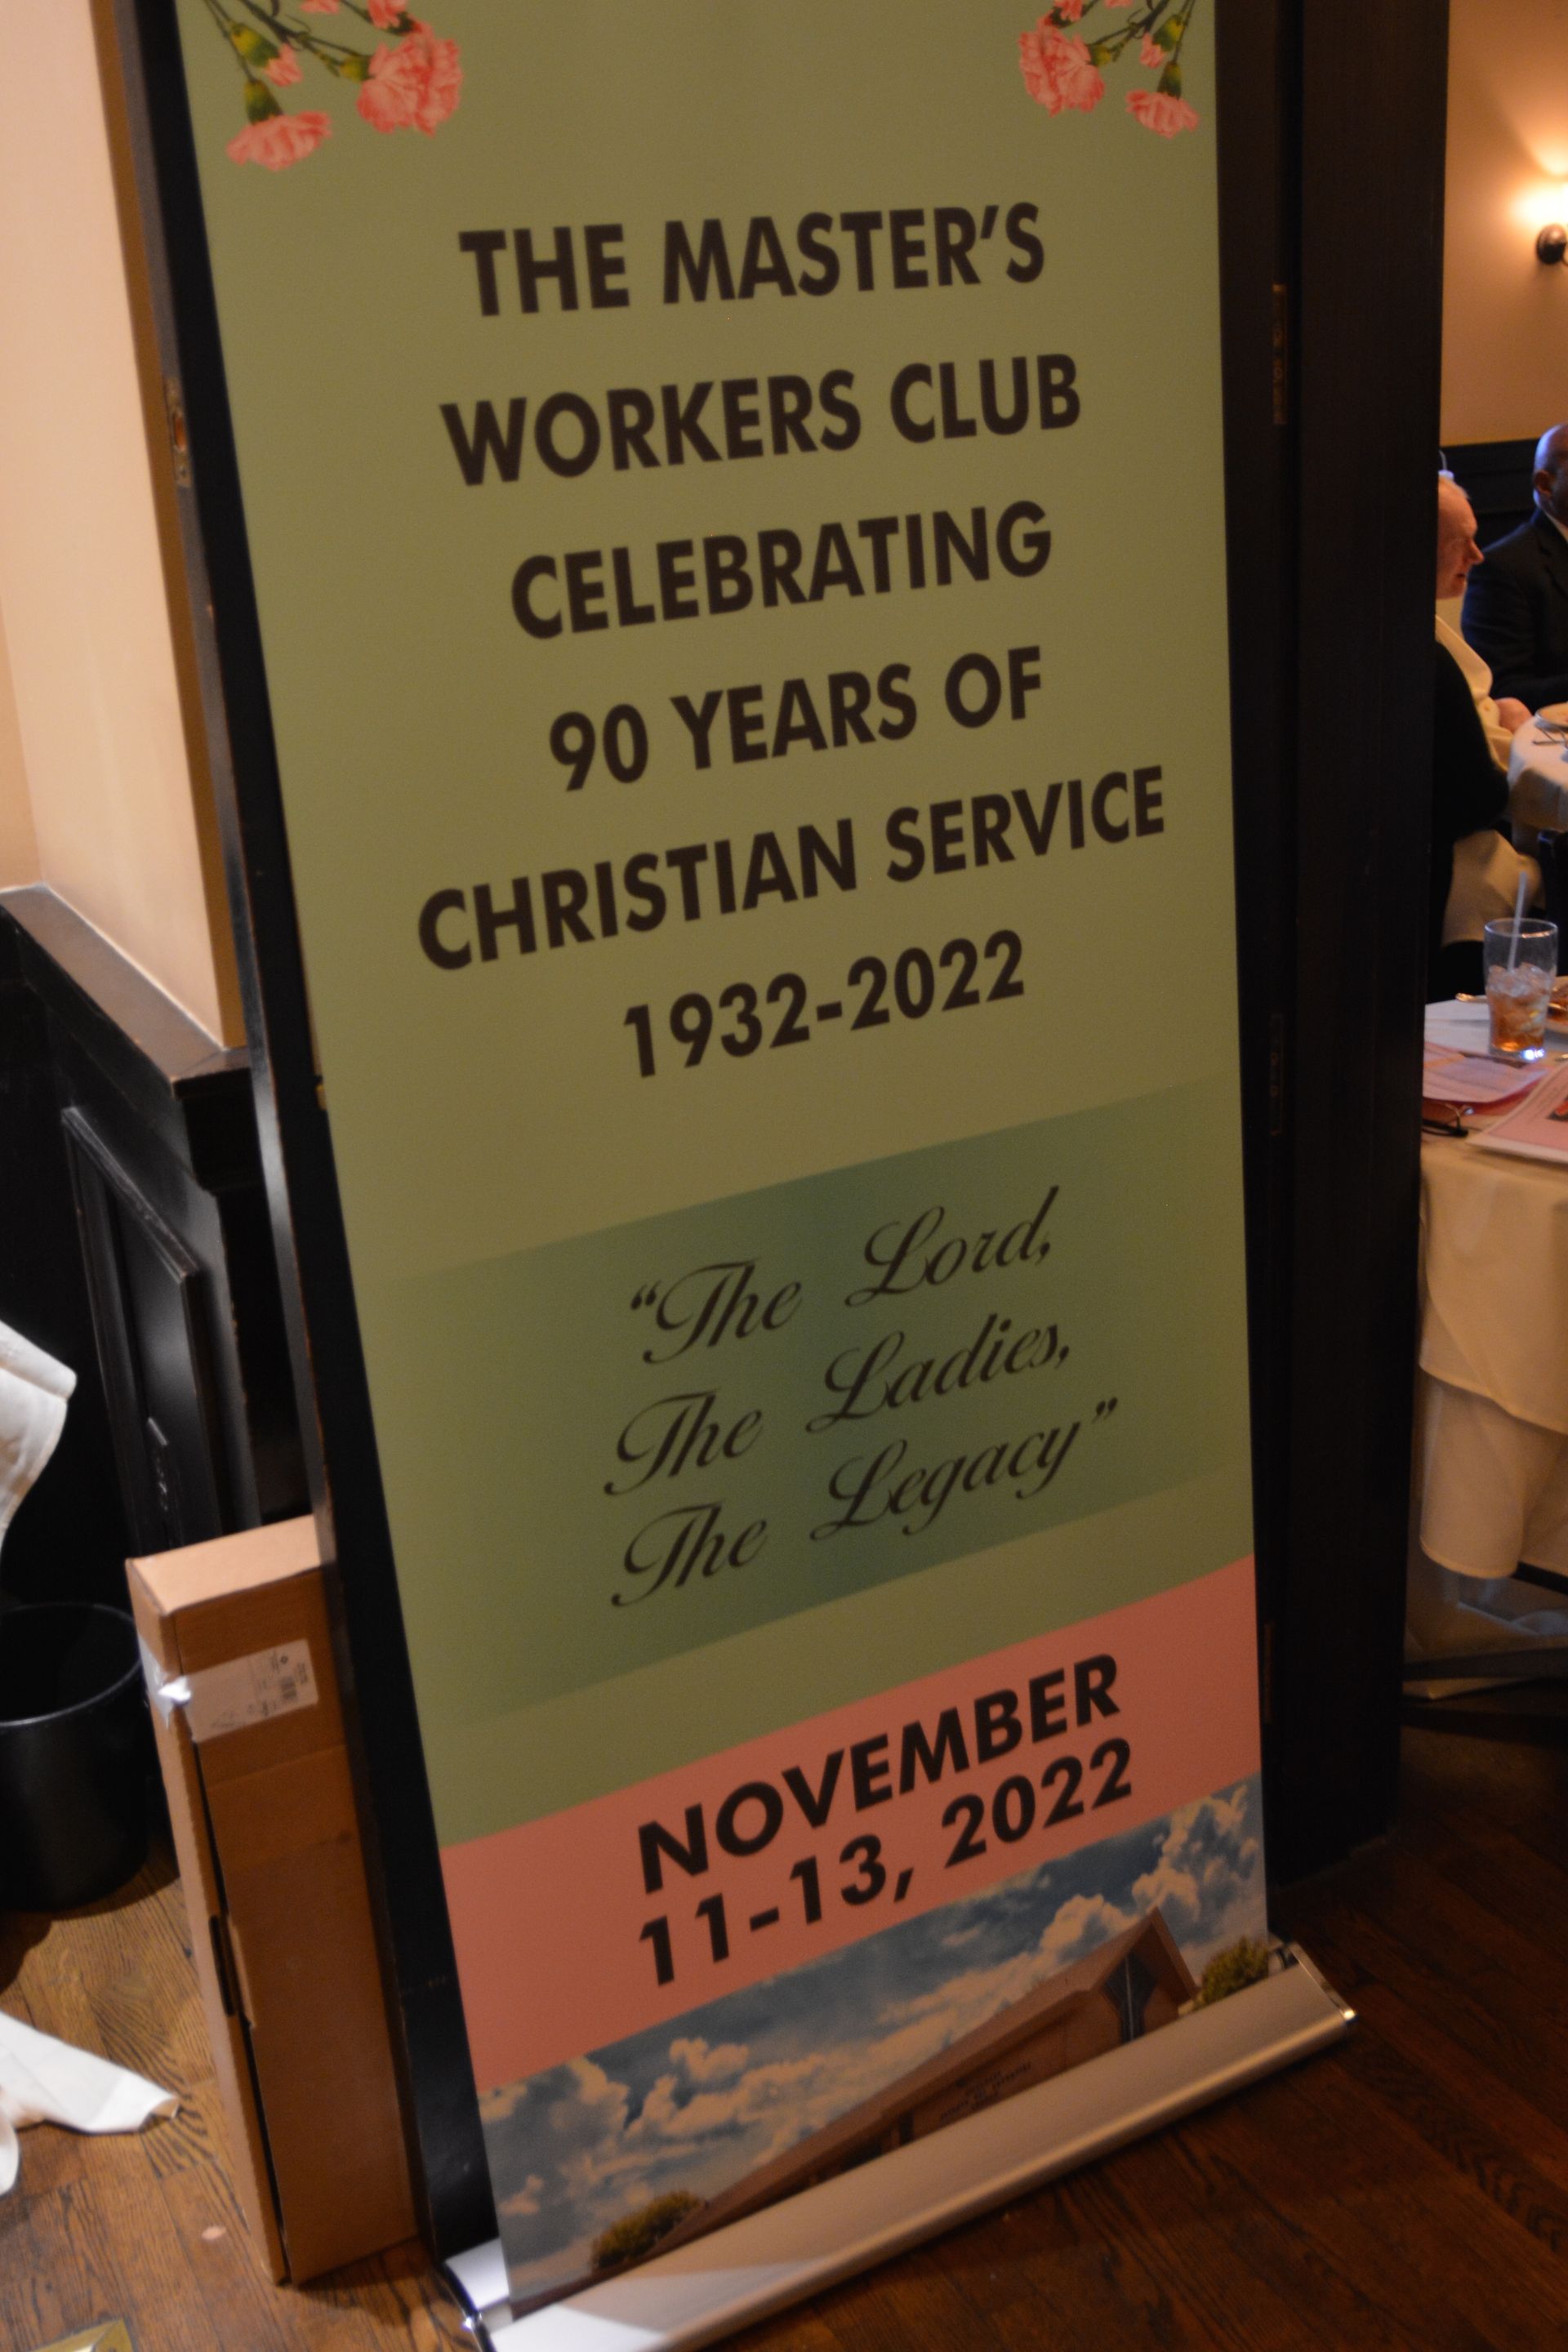 THE MASTER'S
WORKERS CLUB
CELEBRATING
90 YEARS OF
CHRISTIAN SERVICE
1932-2022
“The Lord,
The Ladies,
The Legacy”
NOVEMBER
11-13, 2022